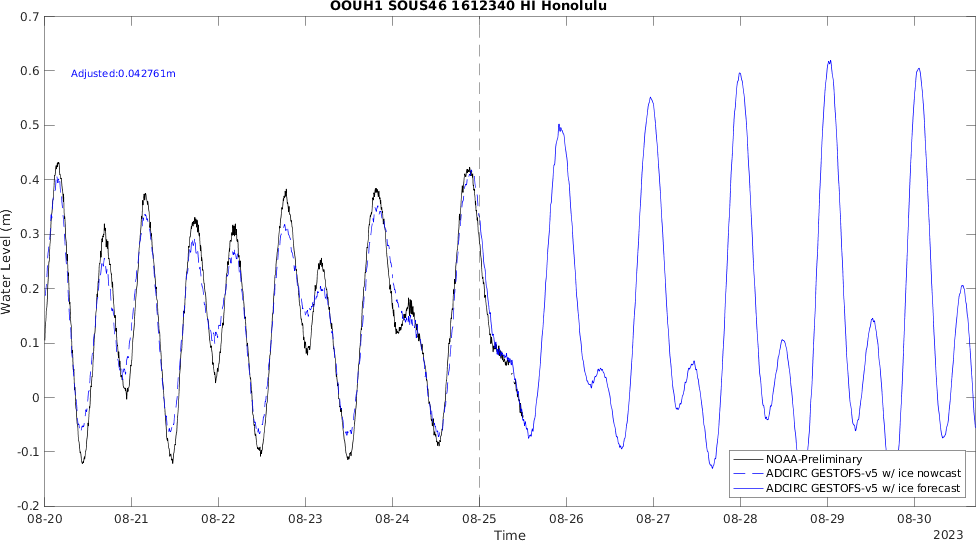 OOUH1 SOUS46 1612340 HI Honolulu
Adjusted:0.042761m
Water Level (m)
0.7
0.6
0.5
0.4
0.3
0.2
0.1
0
-0.1
-0.2
NOAA-Preliminary
ADCIRC GESTOFS-v5 w/ ice nowcast
ADCIRC GESTOFS-v5 w/ ice forecast
08-20 08-21 08-22 08-23 08-24 08-25 08-26 08-27 08-28 08-29 08-30
Time
2023